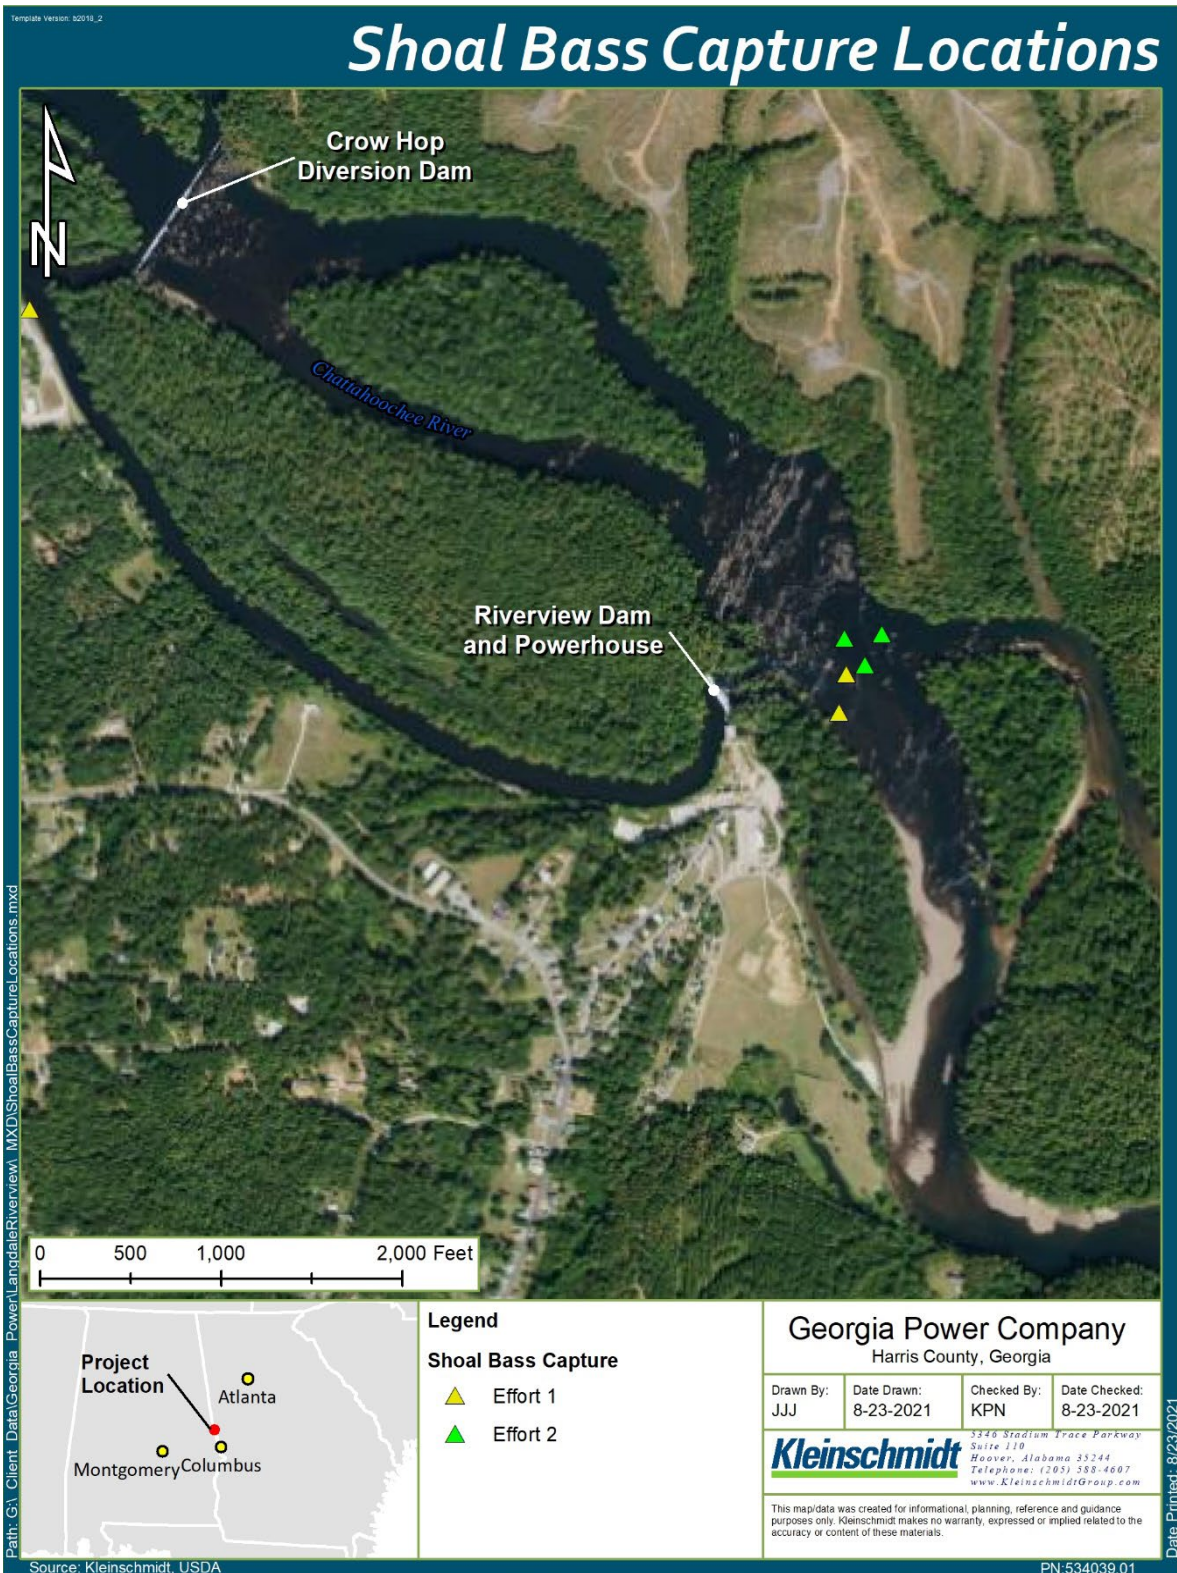 Template Version: b2018_2
Shoal Bass Capture Locations
Crow Hop
Diversion Dam
N
Chattahoochee River
Riverview Dam
and Powerhouse
0 500 1,000 2,000 Feet
Path: G:\ Client Data\Georgia Power\LangdaleRiverview\ MXD\ShoalBassCaptureLocations.mxd
Project
Location
Atlanta
Montgomery
Columbus
Legend
Shoal Bass Capture
Effort 1
Effort 2
Georgia Power Company
Harris County, Georgia
Drawn By: Date Drawn: Checked By: Date Checked:
JJJ 8-23-2021 KPN 8-23-2021
Kleinschmidt
5346 Stadium Trace Parkway
Suite 110
Hoover, Alabama 35244
Telephone: (205) 588-4607
www.KleinschmidtGroup.com
This map/data was created for informational, planning, reference and guidance
purposes only. Kleinschmidt makes no warranty, expressed or implied related to the
accuracy or content of these materials.
Date Printed: 8/23/2021
Source: Kleinschmidt, USDA
PN:534039.01